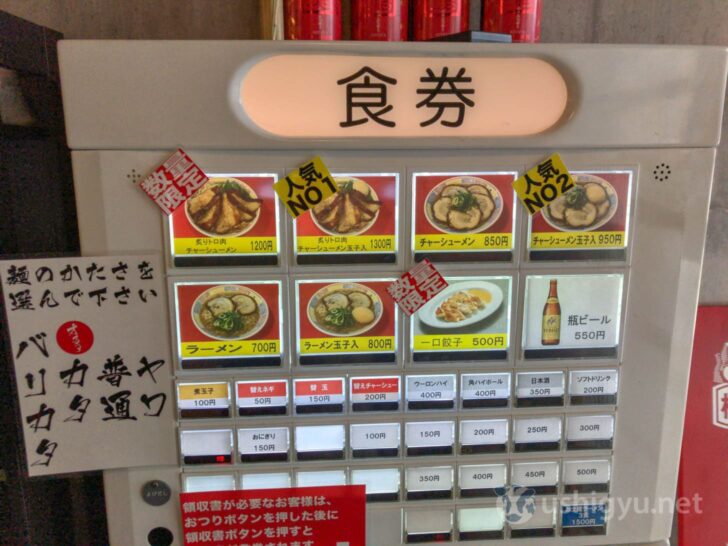 食券
数量
限定
炙りトロ肉
チャーシューメン 1200円
人気
NO1
炙りトロ肉
チャーシューメン玉子入 1300円
チャーシューメン 850円
人気
NO2
チャーシューメン玉子入 950円
ラーメン 700円
ラーメン玉子入 800円
数量
限定
一口餃子 500円
瓶ビール
550円
煮玉子
100円
替えネギ
50円
替玉
150円
替えチャーシュー
200円
ウーロンハイ
400円
角ハイボール
400円
日本酒
350円
ソフトドリンク
200円
おにぎり
150円
100円
150円
200円
250円
300円
350円
400円
450円
500円
1500円
麺のかたさを
選んで下さい
バリカタ
カタ
普通
ヤワ
領収書が必要なお客様は、
おつりボタンを押した後に
領収書ボタンを押すと
ushigyu.net